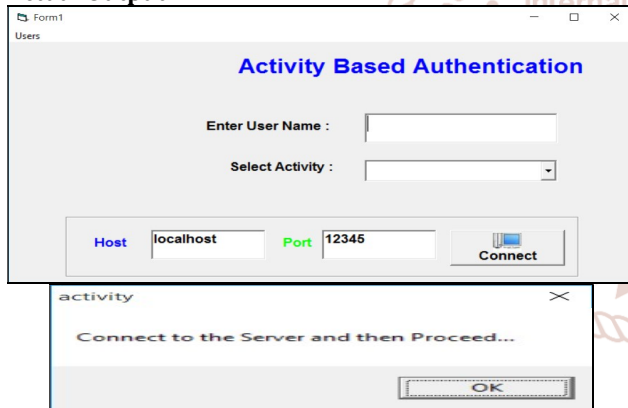 Form1
Users
Activity Based Authentication
Enter User Name :
Select Activity :
Host localhost Port 12345 Connect
activity
Connect to the Server and then Proceed...
OK